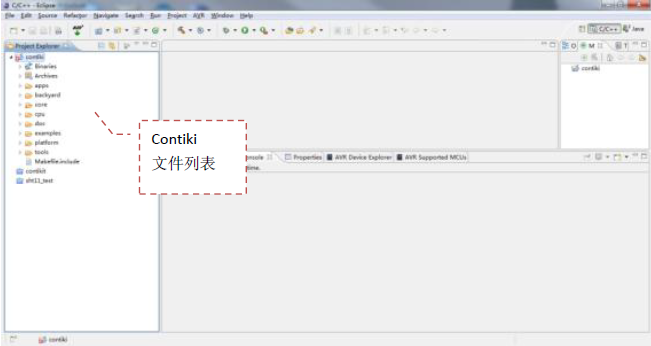 C/C++ - Eclipse
File Edit Source Refactor Navigate Search Run Project AVR Window Help
C/C++ Java
Project Explorer
contiki
Binaries
Archives
apps
backyard
core
cpu
doc
examples
platform
tools
Makefile.include
contikit
sht11_test
Contiki
文件列表
Properties AVR Device Explorer AVR Supported MCUs
O M T
contiki
contiki